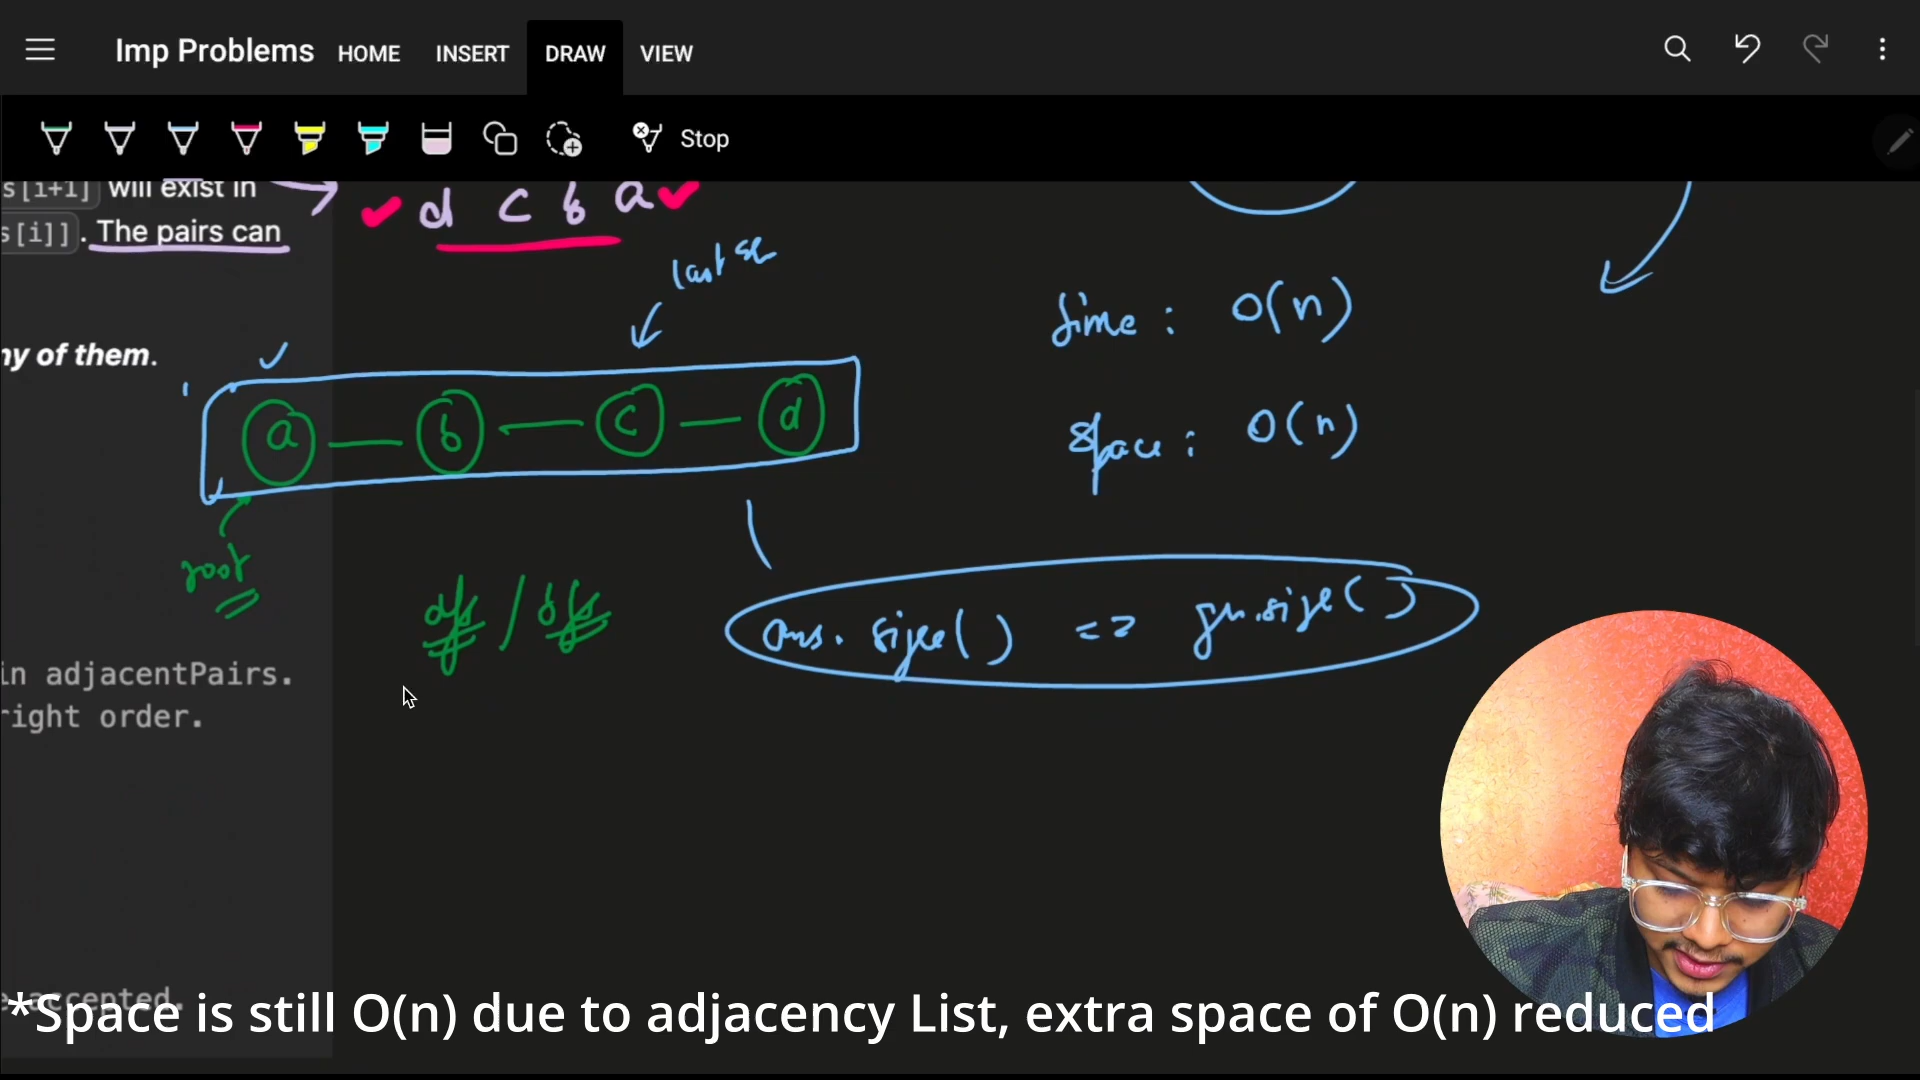 Imp Problems HOME INSERT DRAW VIEW
Stop
s[i+1] will exist in
s[i]]. The pairs can
d c b a
last se
Time : O(n)
ny of them.
a b c d
Space : O(n)
root
dfs / bfs
ans. size() == gr.size()
in adjacentPairs.
right order.
e accepted.
*Space is still O(n) due to adjacency List, extra space of O(n) reduced